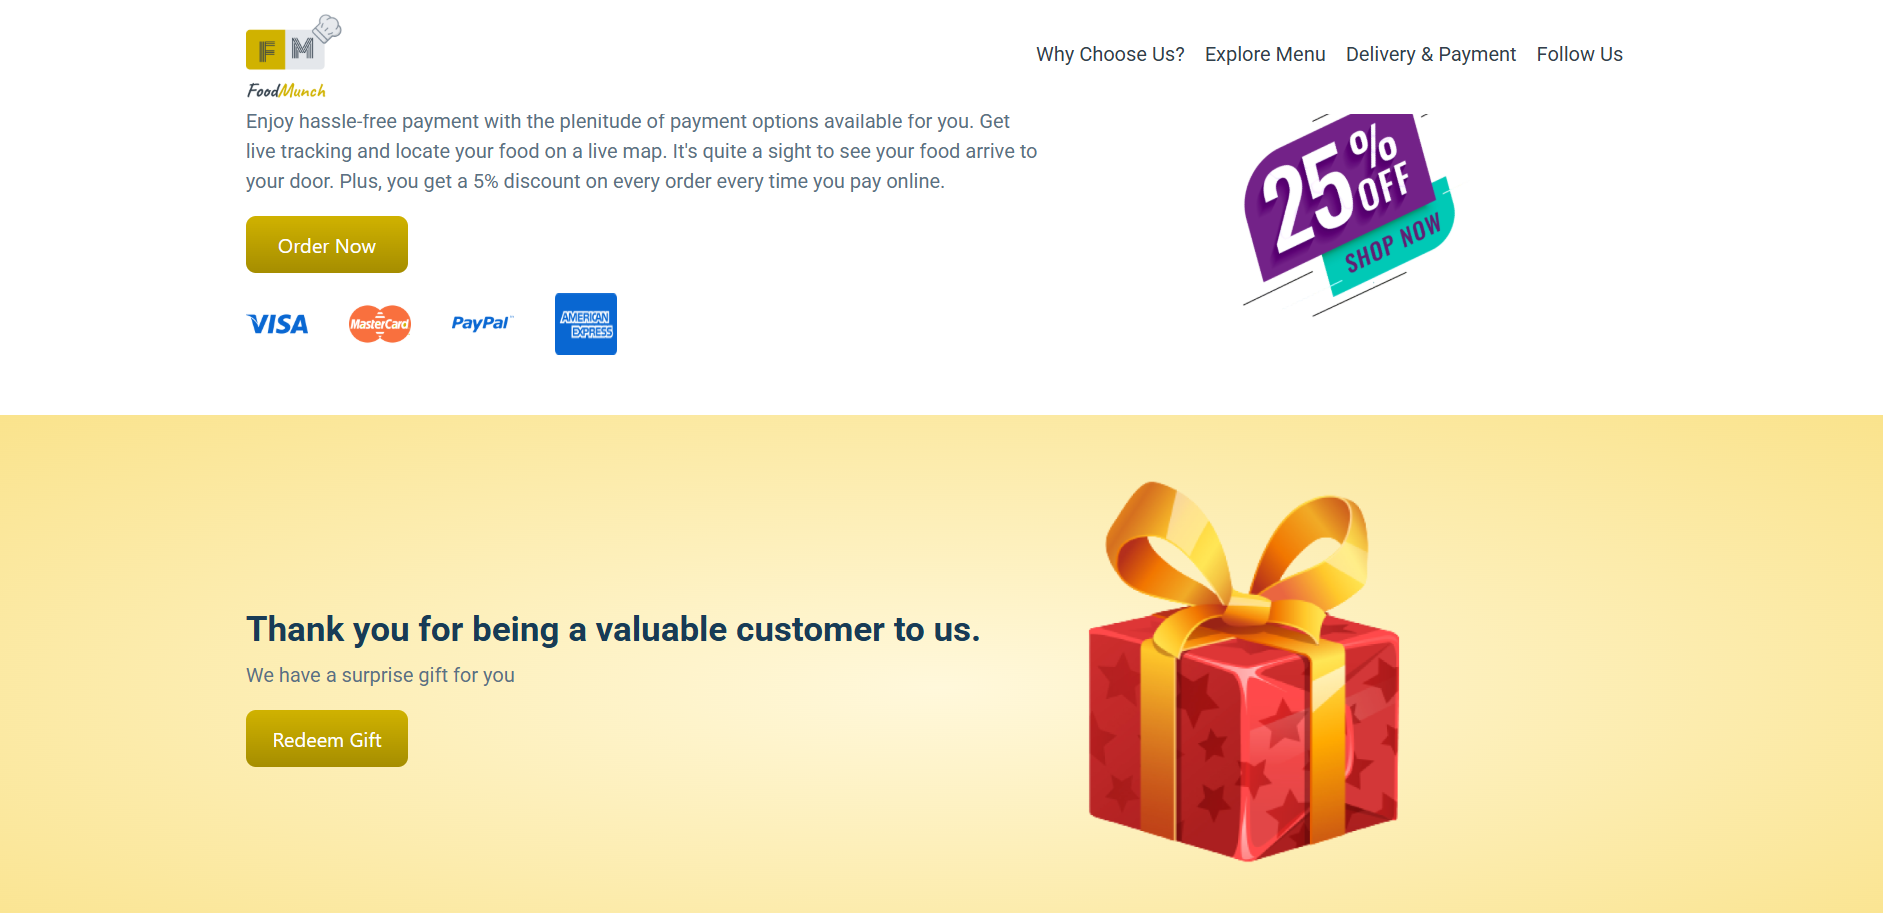 F M
FoodMunch
Why Choose Us? Explore Menu Delivery & Payment Follow Us
Enjoy hassle-free payment with the plenitude of payment options available for you. Get
live tracking and locate your food on a live map. It's quite a sight to see your food arrive to
your door. Plus, you get a 5% discount on every order every time you pay online.
25% OFF
SHOP NOW
Order Now
VISA MasterCard PayPal AMERICAN
EXPRESS
Thank you for being a valuable customer to us.
We have a surprise gift for you
Redeem Gift